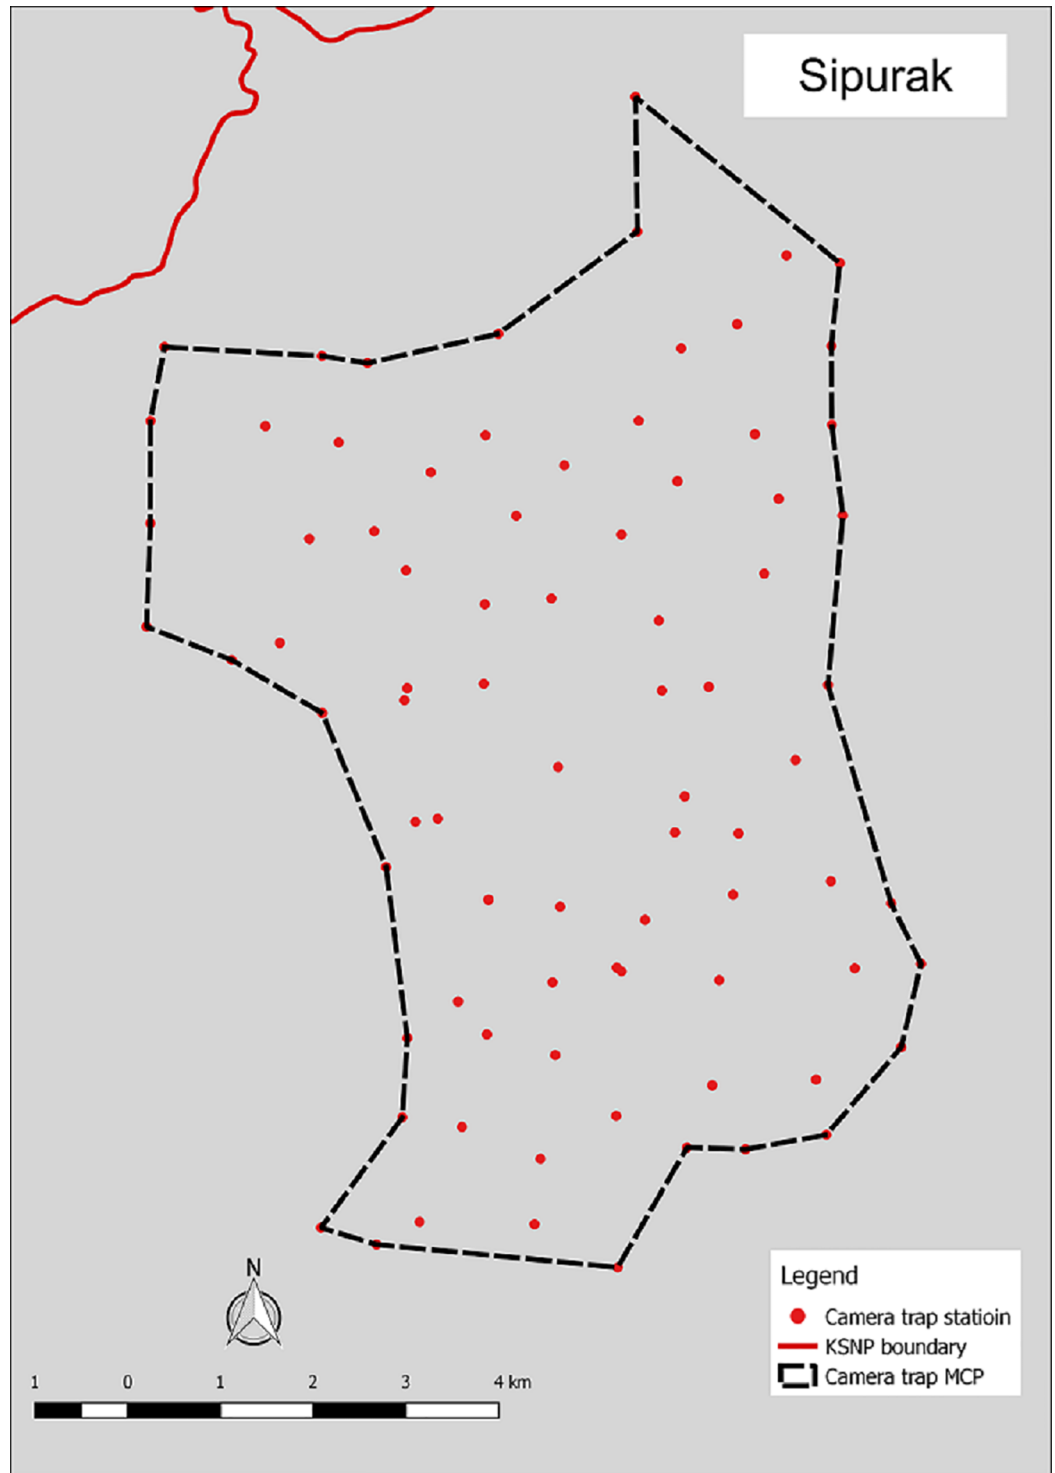 Sipurak
N
1 0 1 2 3 4 km
Legend
Camera trap statioin
KSNP boundary
Camera trap MCP